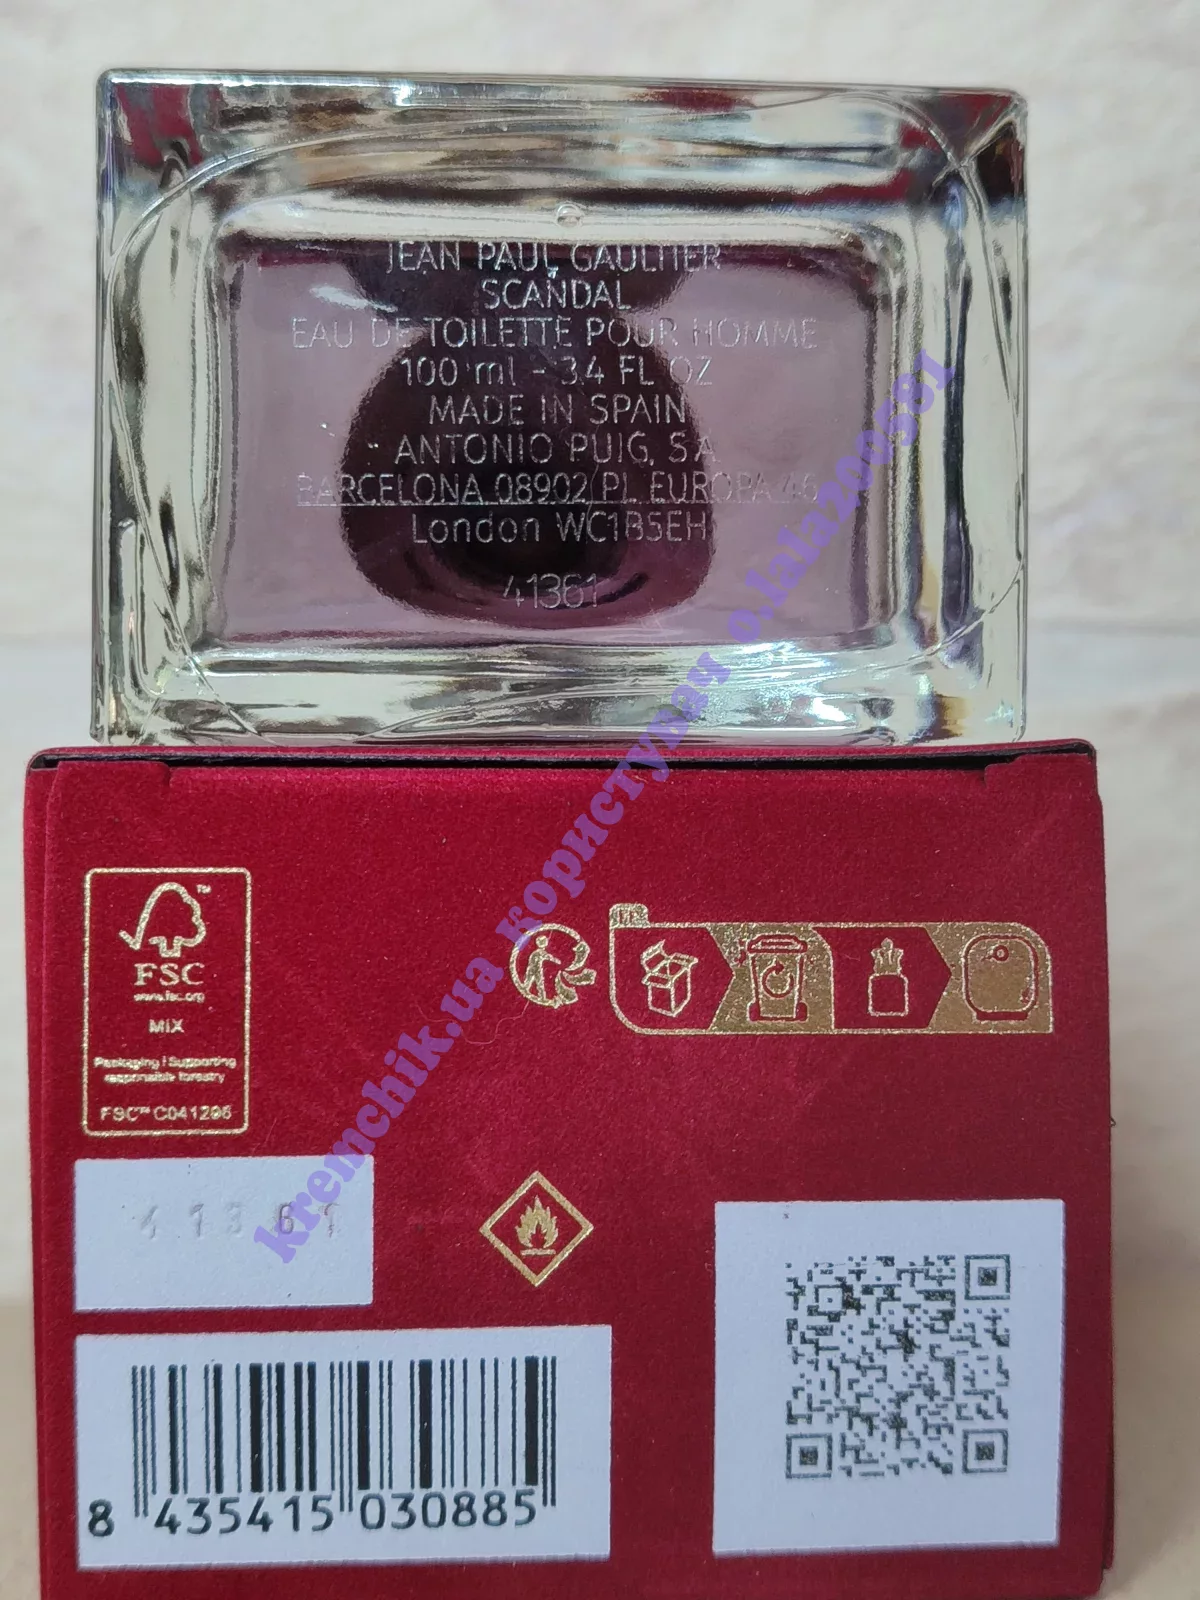 JEAN PAUL GAULTIER
SCANDAL
EAU DE TOILETTE POUR HOMME
100 ml - 3.4 FL OZ
MADE IN SPAIN
ANTONIO PUIG, S.A.
BARCELONA 08902 PL EUROPA 46
London WC1B5EH
41361
kremchik.ua користувач o.lala200581
FSC
TM
www.fsc.org
MIX
Packaging | Supporting
responsible forestry
FSC™ C041296
41361
8 435415 030885